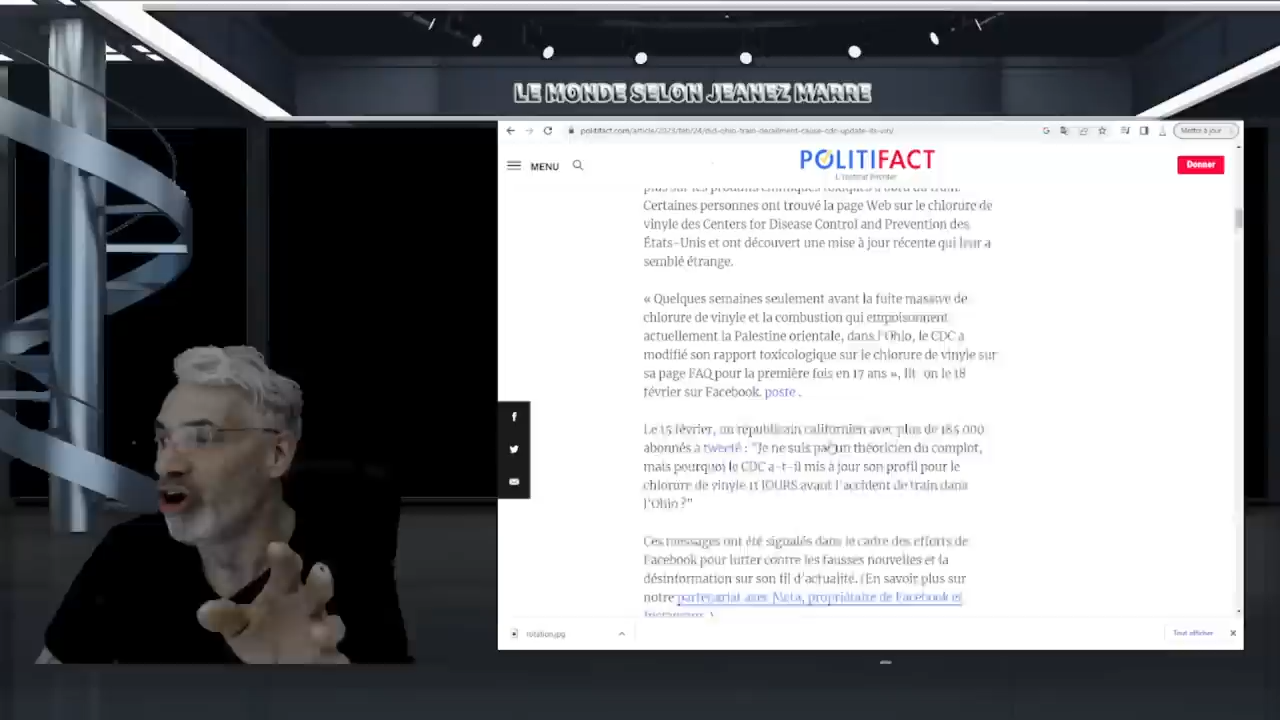 LE MONDE SELON JEANEZ MARRE
politifact.com/article/2023/feb/24/did-ohio-train-derailment-cause-cdc-update-its-viny
Mettre à jour
MENU
POLITIFACT
L'Institut Poynter
Donner
plus sur les produits chimiques toxiques à bord du train.
Certaines personnes ont trouvé la page Web sur le chlorure de
vinyle des Centers for Disease Control and Prevention des
États-Unis et ont découvert une mise à jour récente qui leur a
semblé étrange.
« Quelques semaines seulement avant la fuite massive de
chlorure de vinyle et la combustion qui empoisonnent
actuellement la Palestine orientale, dans l'Ohio, le CDC a
modifié son rapport toxicologique sur le chlorure de vinyle sur
sa page FAQ pour la première fois en 17 ans », lit-on le 18
février sur Facebook. poste .
Le 15 février, un républicain californien avec plus de 185 000
abonnés a tweeté : "Je ne suis pas un théoricien du complot,
mais pourquoi le CDC a-t-il mis à jour son profil pour le
chlorure de vinyle 11 JOURS avant l'accident de train dans
l'Ohio ?"
Ces messages ont été signalés dans le cadre des efforts de
Facebook pour lutter contre les fausses nouvelles et la
désinformation sur son fil d'actualité. (En savoir plus sur
notre partenariat avec Meta, propriétaire de Facebook et
Instagram. )
rotation.jpg
Tout afficher